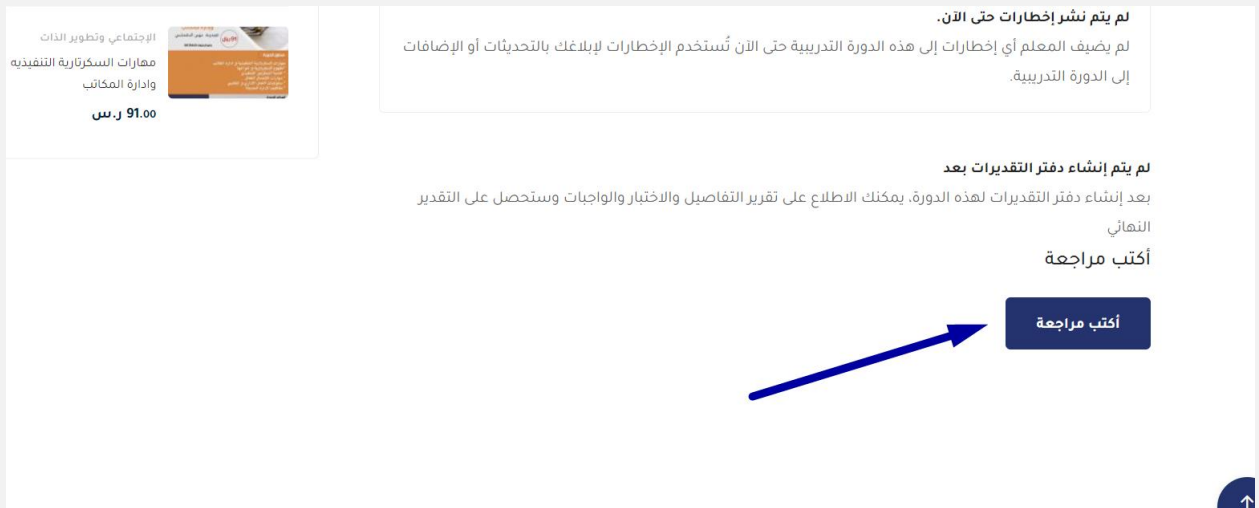 لم يتم نشر إخطارات حتى الآن.
لم يضيف المعلم أي إخطارات إلى هذه الدورة التدريبية حتى الآن تُستخدم الإخطارات لإبلاغك بالتحديثات أو الإضافات
إلى الدورة التدريبية.
لم يتم إنشاء دفتر التقديرات بعد
بعد إنشاء دفتر التقديرات لهذه الدورة، يمكنك الاطلاع على تقرير التفاصيل والاختبار والواجبات وستحصل على التقدير
النهائي
أكتب مراجعة
أكتب مراجعة
الإجتماعي وتطوير الذات
مهارات السكرتارية التنفيذيه
وادارة المكاتب
91.00 ر.س